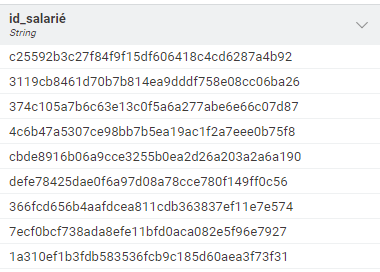 id_salarié
String
c25592b3c27f84f9f15df606418c4cd6287a4b92
3119cb8461d70b7b814ea9dddf758e08cc06ba26
374c105a7b6c63e13c0f5a6a277abe6e66c07d87
4c6b47a5307ce98bb7b5ea19ac1f2a7eee0b75f8
cbde8916b06a9cce3255b0ea2d26a203a2a6a190
defe78425dae0f6a97d08a78cce780f149ff0c56
366fcd656b4aafdcea811cdb363837ef11e7e574
7ecf0bcf738ada8efe11bfd0aca082e5f96e7927
1a310ef1b3fdb583536fcb9c185d60aea3f73f31